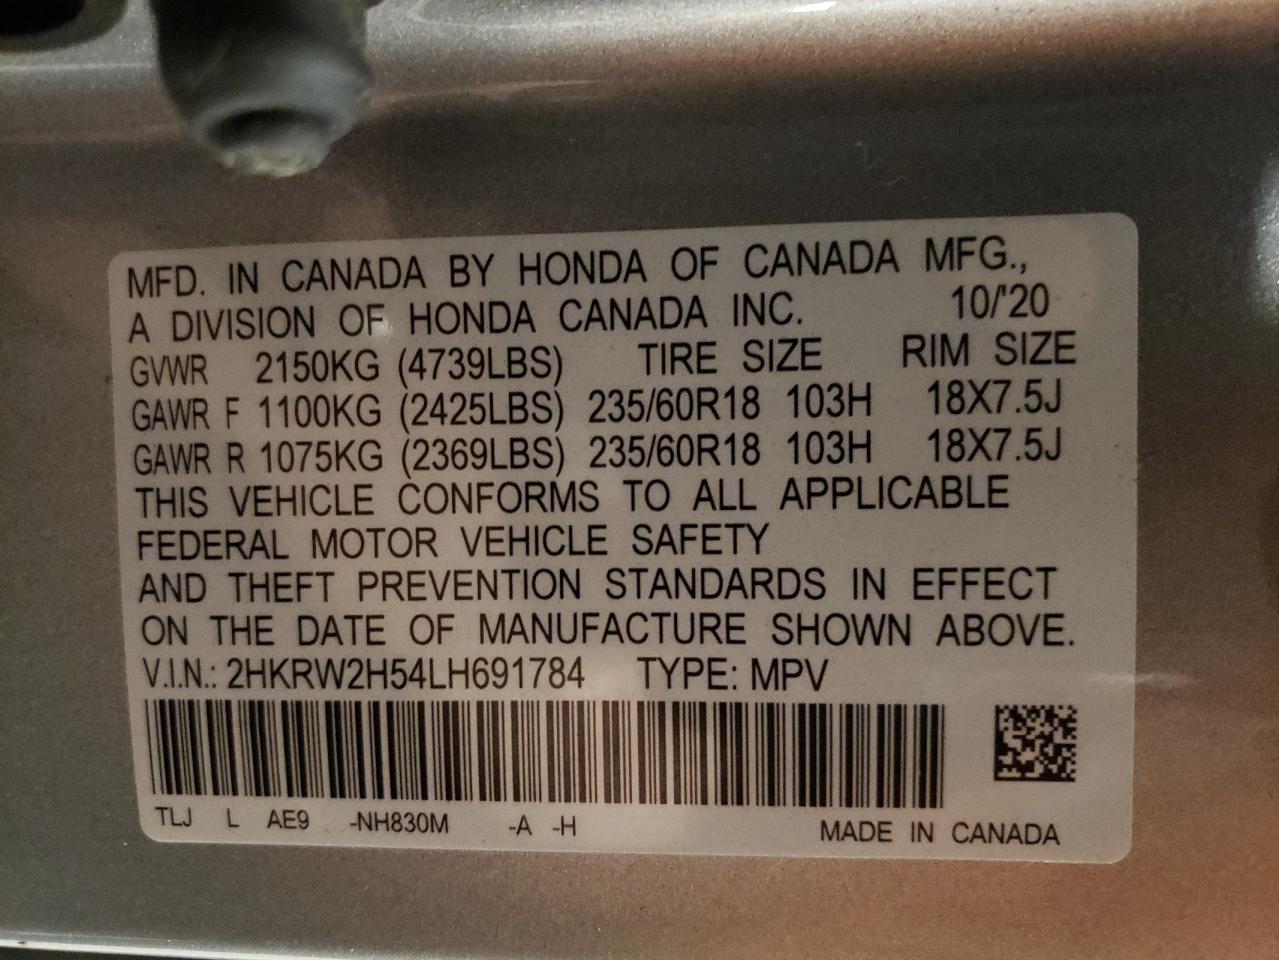 MFD. IN CANADA BY HONDA OF CANADA MFG.,
A DIVISION OF HONDA CANADA INC. 10/'20
GVWR 2150KG (4739LBS) TIRE SIZE RIM SIZE
GAWR F 1100KG (2425LBS) 235/60R18 103H 18X7.5J
GAWR R 1075KG (2369LBS) 235/60R18 103H 18X7.5J
THIS VEHICLE CONFORMS TO ALL APPLICABLE
FEDERAL MOTOR VEHICLE SAFETY
AND THEFT PREVENTION STANDARDS IN EFFECT
ON THE DATE OF MANUFACTURE SHOWN ABOVE.
V.I.N.: 2HKRW2H54LH691784 TYPE: MPV
TLJ L AE9 -NH830M -A -H MADE IN CANADA